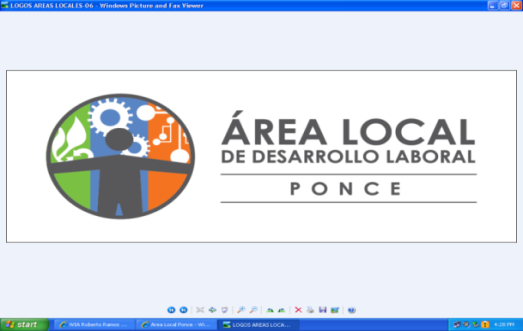 LOGOS AREAS LOCALES-06 - Windows Picture and Fax Viewer
ÁREA LOCAL
DE DESARROLLO LABORAL
PONCE
start
WIA Roberto Ramos ...
Area Local Ponce - Wi...
LOGOS AREAS LOCA...